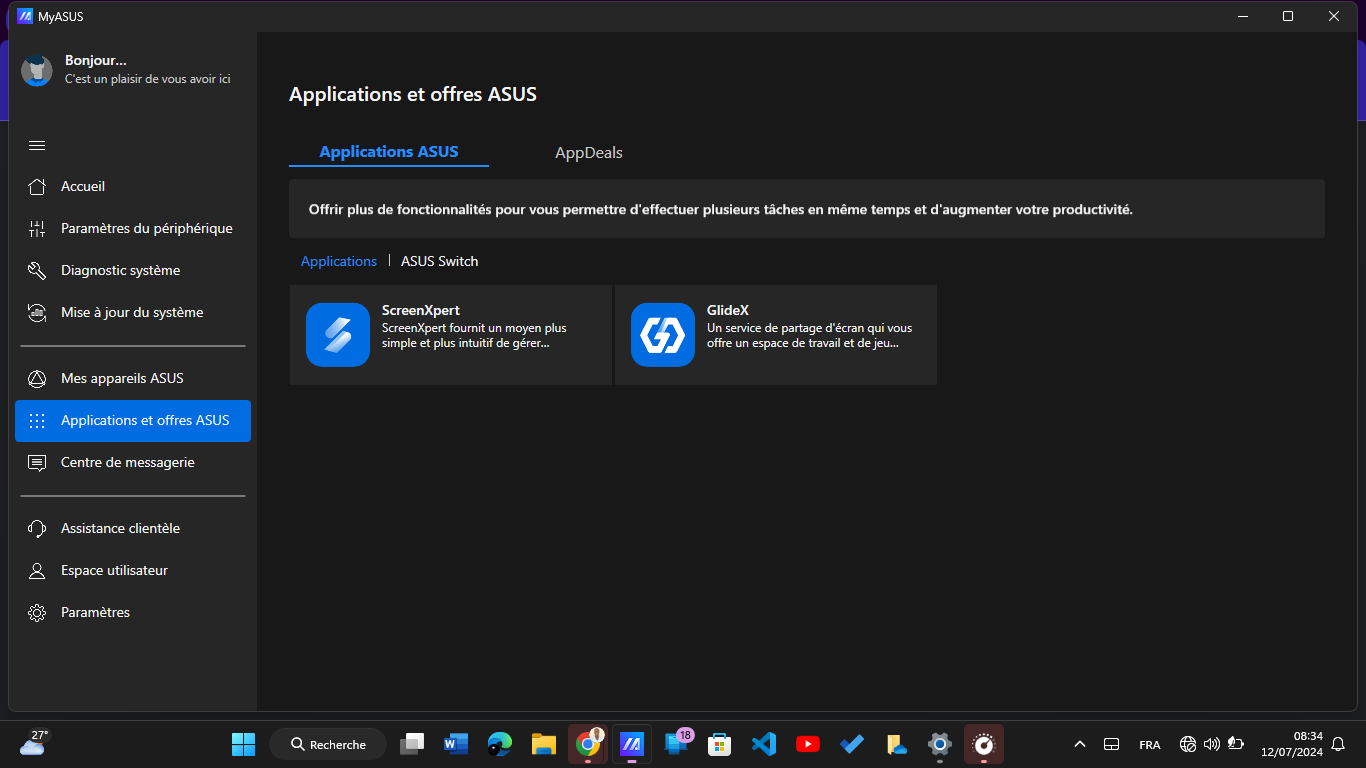 MyASUS
Bonjour...
C'est un plaisir de vous avoir ici
Accueil
Paramètres du périphérique
Diagnostic système
Mise à jour du système
Mes appareils ASUS
Applications et offres ASUS
Centre de messagerie
Assistance clientèle
Espace utilisateur
Paramètres
Applications et offres ASUS
Applications ASUS
AppDeals
Offrir plus de fonctionnalités pour vous permettre d'effectuer plusieurs tâches en même temps et d'augmenter votre productivité.
Applications | ASUS Switch
ScreenXpert
ScreenXpert fournit un moyen plus
simple et plus intuitif de gérer...
GlideX
Un service de partage d'écran qui vous
offre un espace de travail et de jeu...
27°
Recherche
18
FRA
08:34
12/07/2024